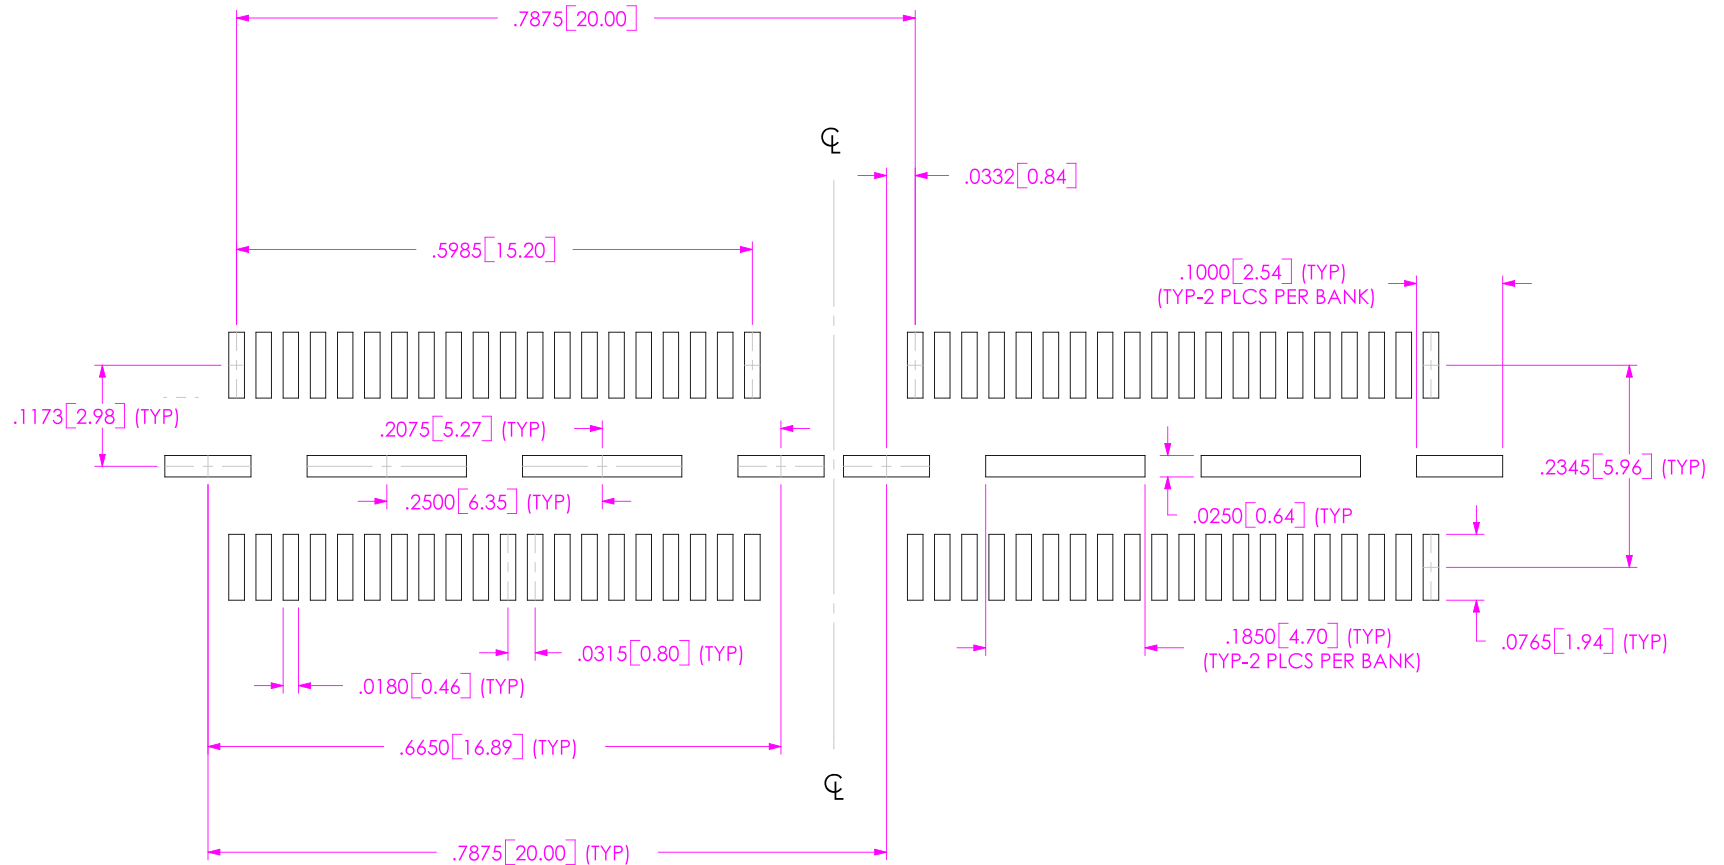 .7875[20.00]
℄
.0332[0.84]
.5985[15.20]
.1000[2.54] (TYP)
(TYP-2 PLCS PER BANK)
.1173[2.98] (TYP)
.2075[5.27] (TYP)
.2345[5.96] (TYP)
.2500[6.35] (TYP)
.0250[0.64] (TYP
.1850[4.70] (TYP)
(TYP-2 PLCS PER BANK)
.0765[1.94] (TYP)
.0315[0.80] (TYP)
.0180[0.46] (TYP)
.6650[16.89] (TYP)
℄
.7875[20.00] (TYP)